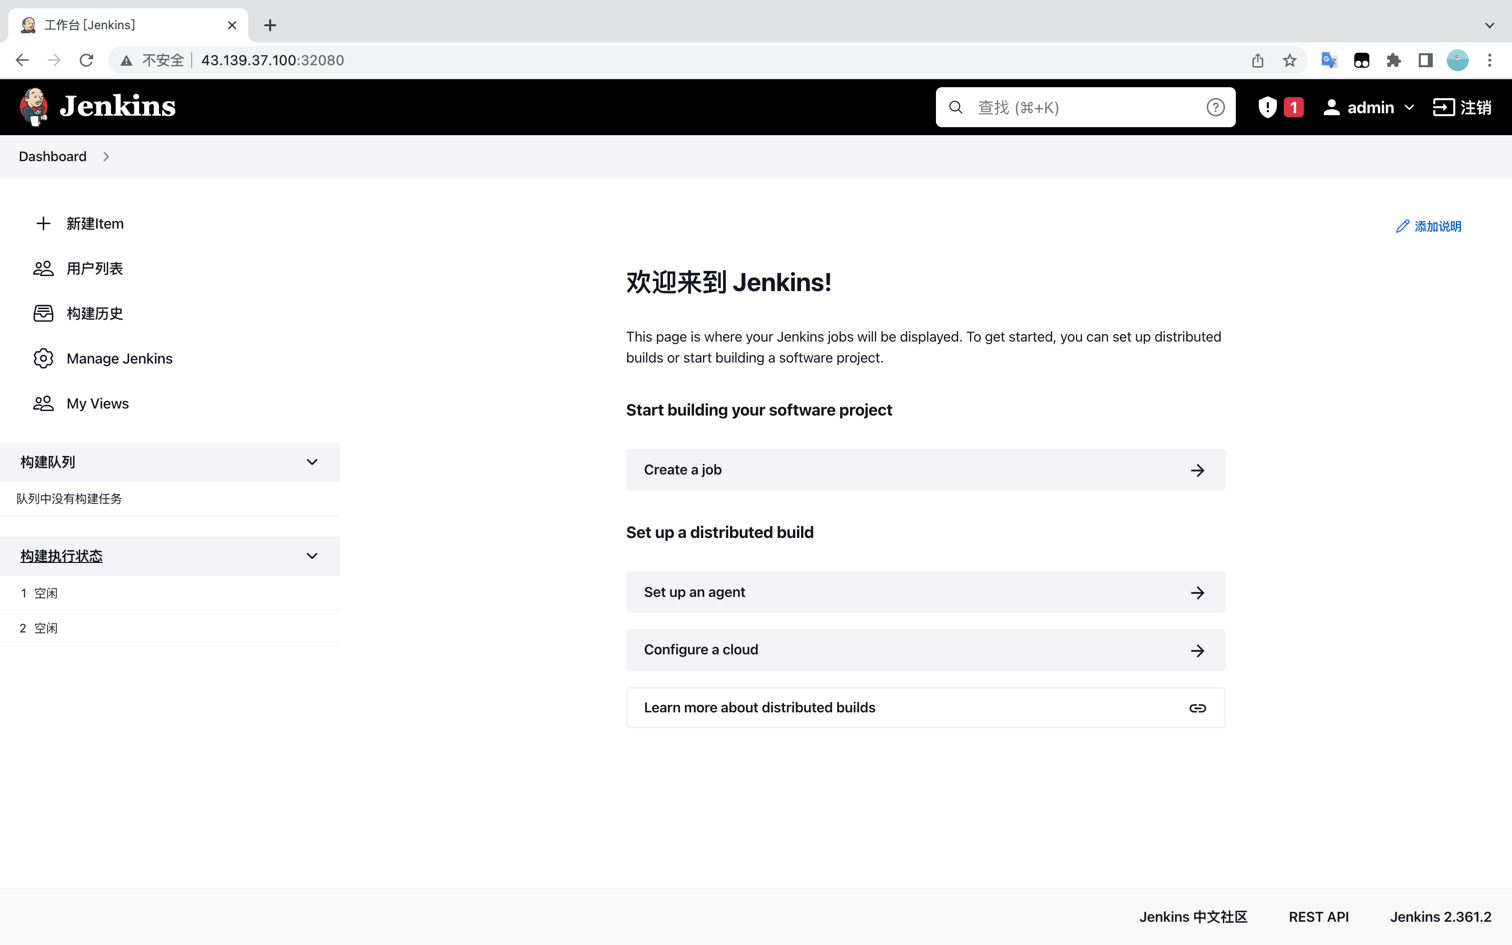 工作台 [Jenkins]
不安全 43.139.37.100:32080
Jenkins
查找 (⌘+K)
1
admin
注销
Dashboard
新建Item
用户列表
构建历史
Manage Jenkins
My Views
构建队列
队列中没有构建任务
构建执行状态
1 空闲
2 空闲
添加说明
欢迎来到 Jenkins!
This page is where your Jenkins jobs will be displayed. To get started, you can set up distributed
builds or start building a software project.
Start building your software project
Create a job
Set up a distributed build
Set up an agent
Configure a cloud
Learn more about distributed builds
Jenkins 中文社区
REST API
Jenkins 2.361.2